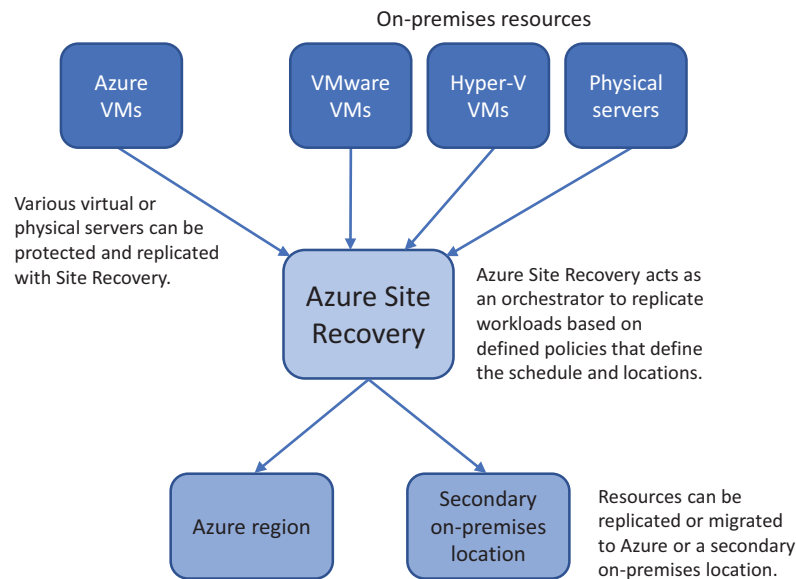 On-premises resources
Azure
VMs
VMware
VMs
Hyper-V
VMs
Physical
servers
Various virtual or
physical servers can be
protected and replicated
with Site Recovery.
Azure Site
Recovery
Azure Site Recovery acts as
an orchestrator to replicate
workloads based on
defined policies that define
the schedule and locations.
Azure region
Secondary
on-premises
location
Resources can be
replicated or migrated
to Azure or a secondary
on-premises location.